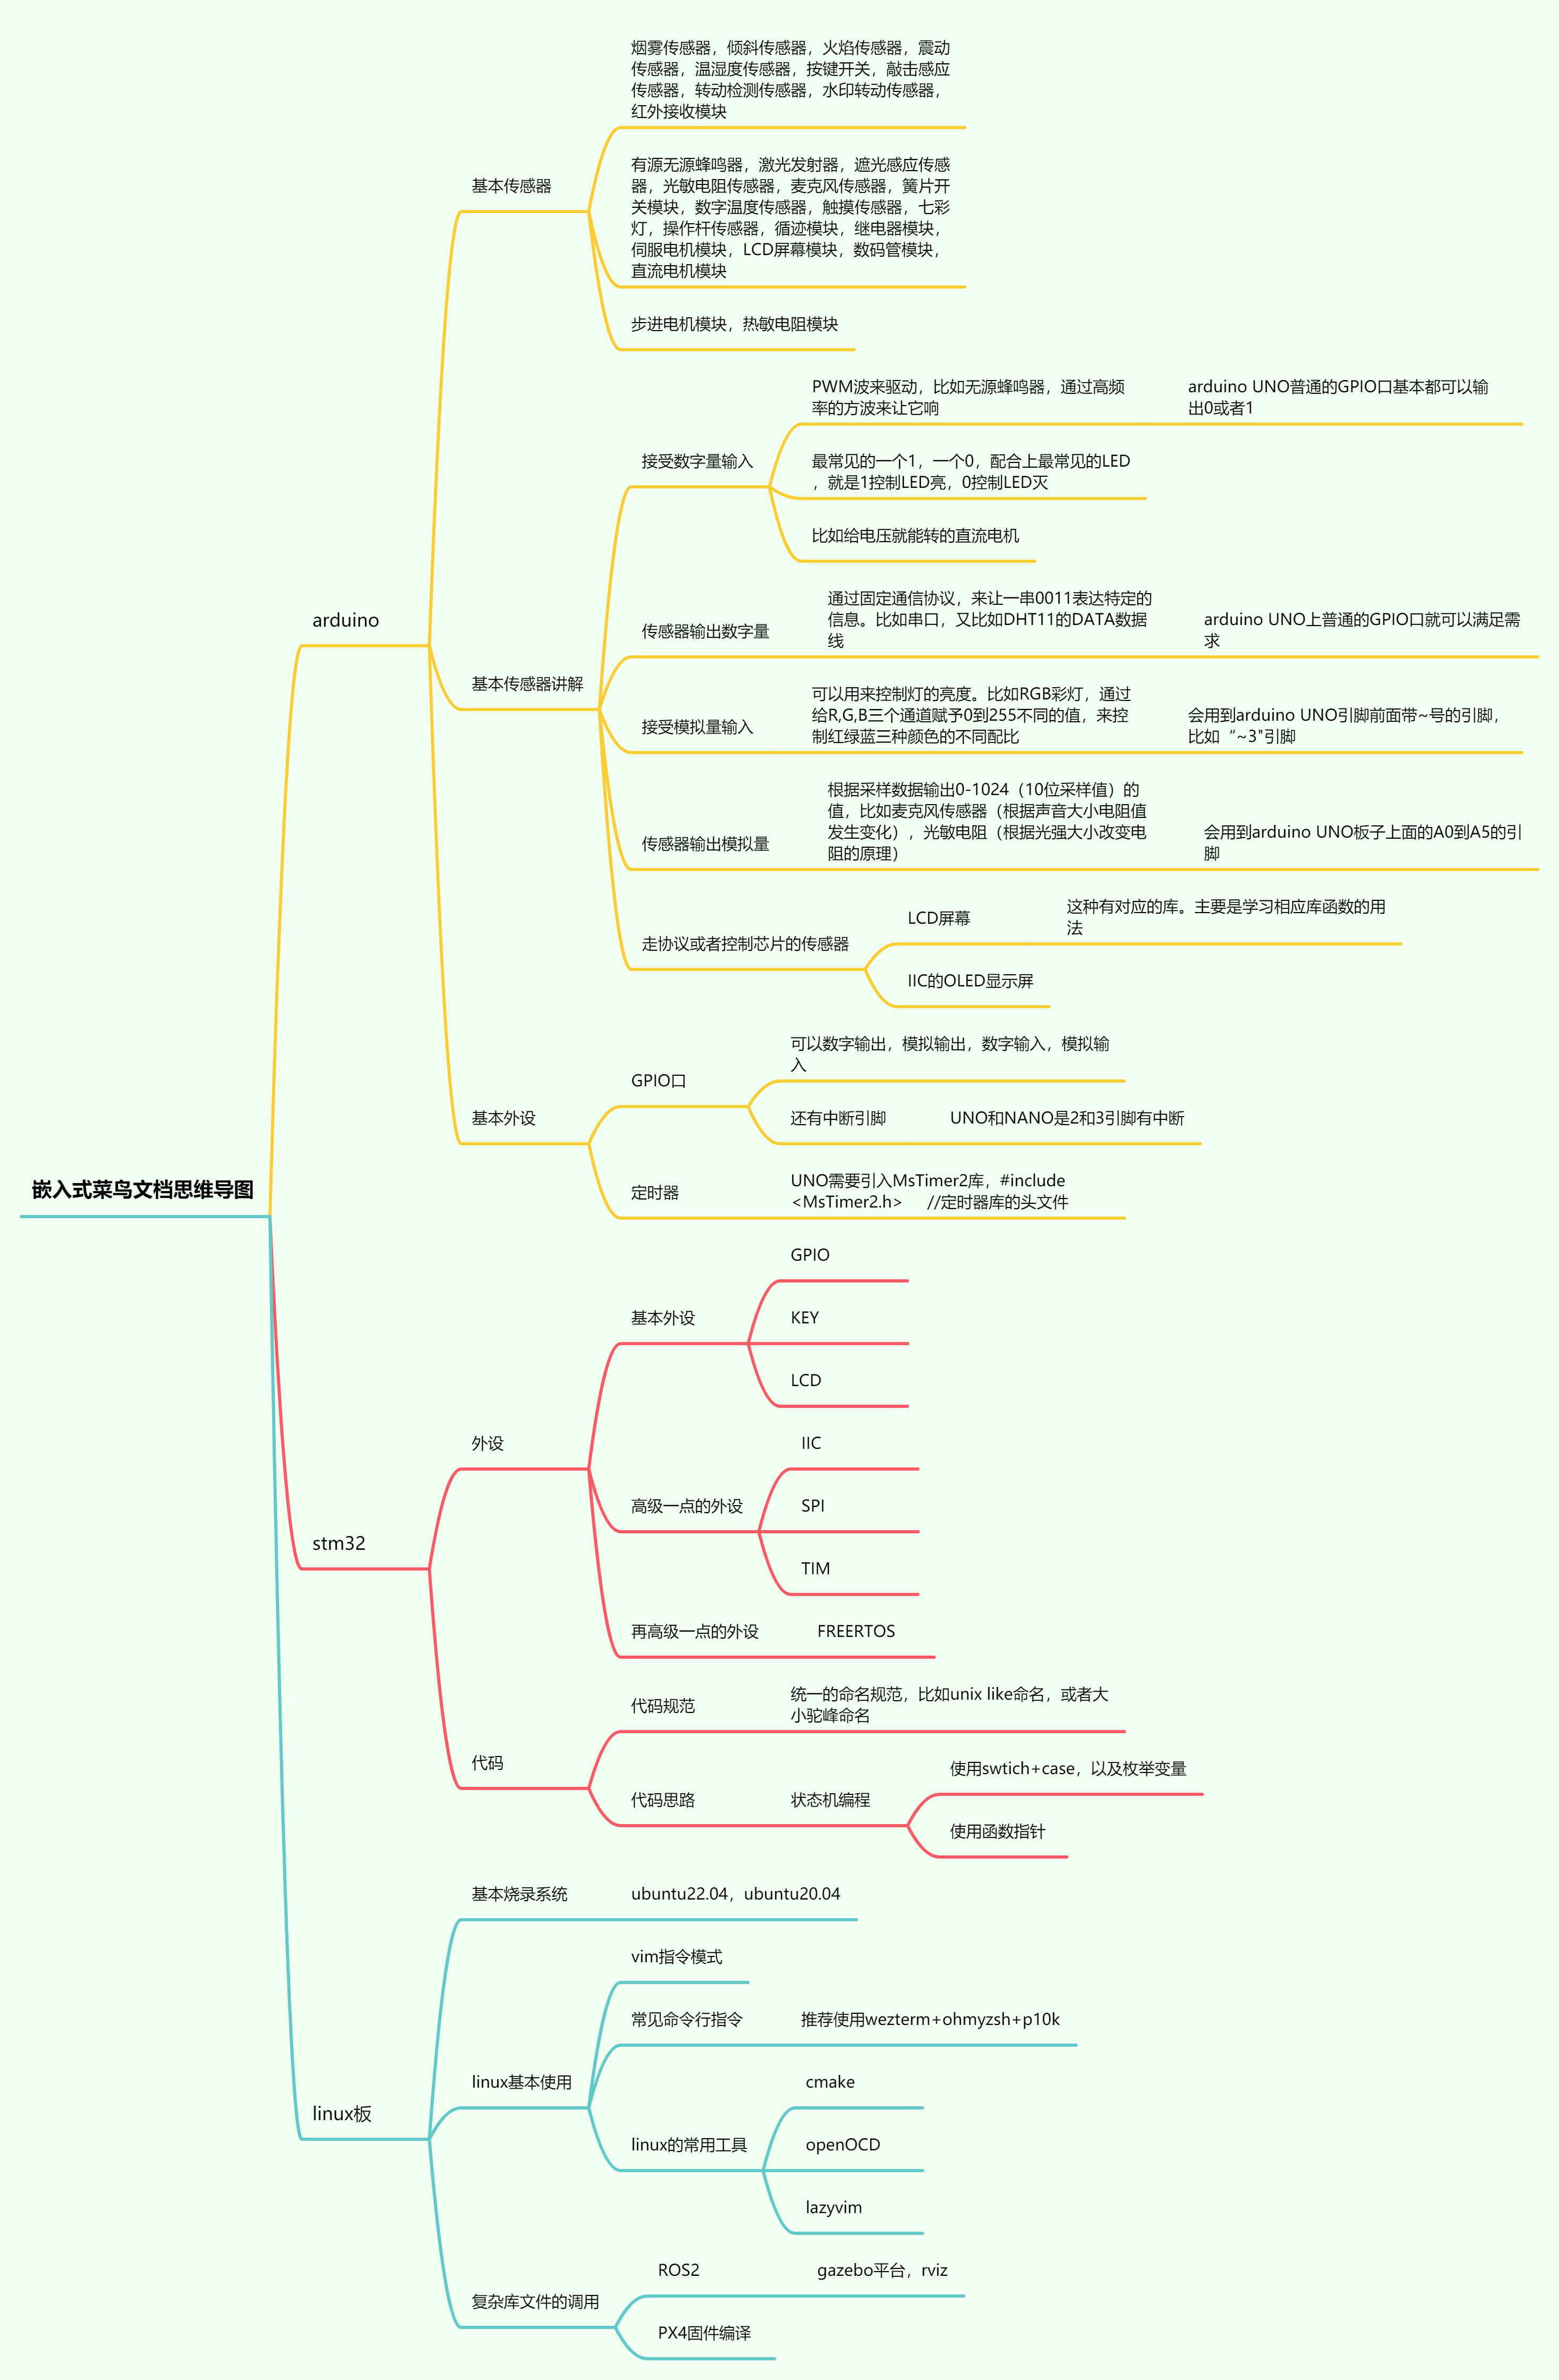 烟雾传感器，倾斜传感器，火焰传感器，震动
传感器，温湿度传感器，按键开关，敲击感应
传感器，转动检测传感器，水印转动传感器，
红外接收模块
基本传感器
有源无源蜂鸣器，激光发射器，遮光感应传感
器，光敏电阻传感器，麦克风传感器，簧片开
关模块，数字温度传感器，触摸传感器，七彩
灯，操作杆传感器，循迹模块，继电器模块，
伺服电机模块，LCD屏幕模块，数码管模块，
直流电机模块
步进电机模块，热敏电阻模块
arduino
基本传感器讲解
接受数字量输入
PWM波来驱动，比如无源蜂鸣器，通过高频
率的方波来让它响
arduino UNO普通的GPIO口基本都可以输
出0或者1
最常见的一个1，一个0，配合上最常见的LED
，就是1控制LED亮，0控制LED灭
比如给电压就能转的直流电机
传感器输出数字量
通过固定通信协议，来让一串0011表达特定的
信息。比如串口，又比如DHT11的DATA数据
线
arduino UNO上普通的GPIO口就可以满足需
求
接受模拟量输入
可以用来控制灯的亮度。比如RGB彩灯，通过
给R,G,B三个通道赋予0到255不同的值，来控
制红绿蓝三种颜色的不同配比
会用到arduino UNO引脚前面带~号的引脚，
比如“~3"引脚
传感器输出模拟量
根据采样数据输出0-1024（10位采样值）的
值，比如麦克风传感器（根据声音大小电阻值
发生变化），光敏电阻（根据光强大小改变电
阻的原理）
会用到arduino UNO板子上面的A0到A5的引
脚
走协议或者控制芯片的传感器
LCD屏幕
这种有对应的库。主要是学习相应库函数的用
法
IIC的OLED显示屏
基本外设
GPIO口
可以数字输出，模拟输出，数字输入，模拟输
入
还有中断引脚
UNO和NANO是2和3引脚有中断
定时器
UNO需要引入MsTimer2库，#include
<MsTimer2.h>     //定时器库的头文件
嵌入式菜鸟文档思维导图
stm32
外设
基本外设
GPIO
KEY
LCD
高级一点的外设
IIC
SPI
TIM
再高级一点的外设
FREERTOS
代码
代码规范
统一的命名规范，比如unix like命名，或者大
小驼峰命名
代码思路
状态机编程
使用swtich+case，以及枚举变量
使用函数指针
linux板
基本烧录系统
ubuntu22.04，ubuntu20.04
linux基本使用
vim指令模式
常见命令行指令
推荐使用wezterm+ohmyzsh+p10k
linux的常用工具
cmake
openOCD
lazyvim
复杂库文件的调用
ROS2
gazebo平台，rviz
PX4固件编译